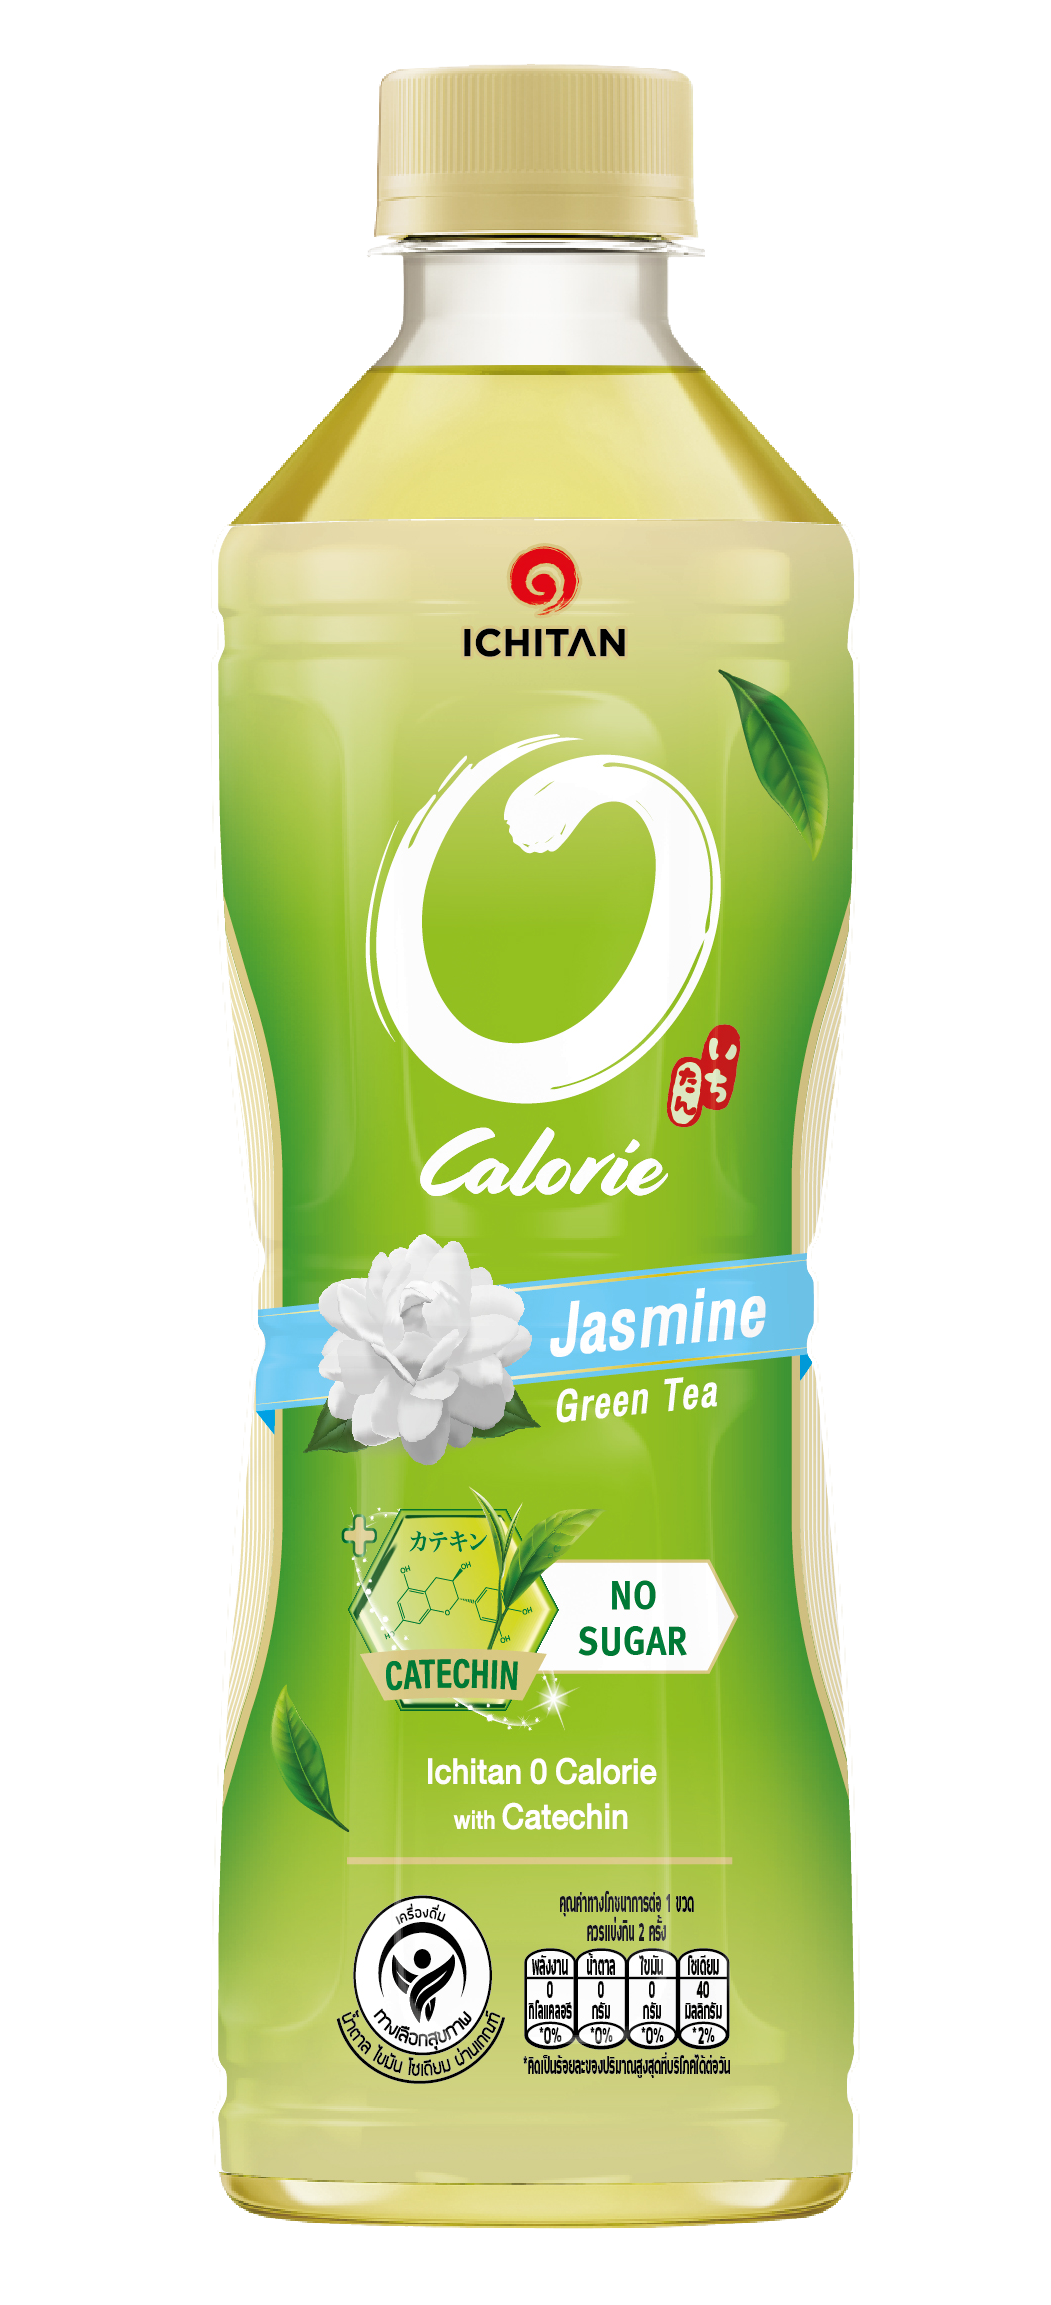 ICHITAN
0
いち
たん
Calorie
Jasmine
Green Tea
カテキン
OH
OH
OH
OH
H
O
CATECHIN
NO
SUGAR
Ichitan 0 Calorie
with Catechin
เครื่องดื่ม
ทางเลือกสุขภาพ
น้ำตาล ไขมัน โซเดียม ผ่านเกณฑ์
คุณค่าทางโภชนาการต่อ 1 ขวด
ควรแบ่งกิน 2 ครั้ง
พลังงาน น้ำตาล ไขมัน โซเดียม
0 0 0 40
กิโลแคลอรี กรัม กรัม มิลลิกรัม
*0% *0% *0% *2%
*คิดเป็นร้อยละของปริมาณสูงสุดที่บริโภคได้ต่อวัน